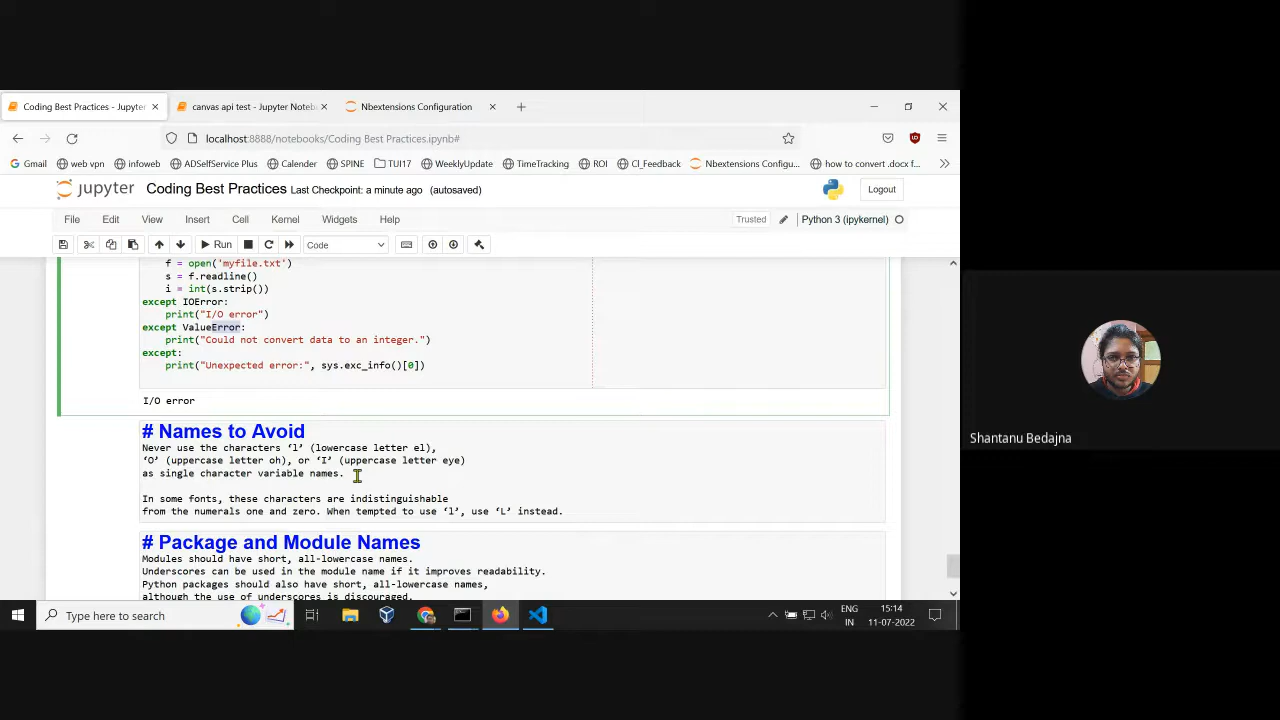 Coding Best Practices - Jupyter
canvas api test - Jupyter Noteb
Nbextensions Configuration
localhost:8888/notebooks/Coding Best Practices.ipynb#
Gmail
web vpn
infoweb
ADSelfService Plus
Calender
SPINE
TUI17
WeeklyUpdate
TimeTracking
ROI
CI_Feedback
Nbextensions Configu...
how to convert .docx f...
jupyter Coding Best Practices Last Checkpoint: a minute ago (autosaved)
Logout
File Edit View Insert Cell Kernel Widgets Help
Trusted
Python 3 (ipykernel)
Run
Code
f = open('myfile.txt')
s = f.readline()
i = int(s.strip())
except IOError:
print("I/O error")
except ValueError:
print("Could not convert data to an integer.")
except:
print("Unexpected error:", sys.exc_info()[0])
I/O error
# Names to Avoid
Never use the characters ‘l’ (lowercase letter el),
‘O’ (uppercase letter oh), or ‘I’ (uppercase letter eye)
as single character variable names.
In some fonts, these characters are indistinguishable
from the numerals one and zero. When tempted to use ‘l’, use ‘L’ instead.
# Package and Module Names
Modules should have short, all-lowercase names.
Underscores can be used in the module name if it improves readability.
Python packages should also have short, all-lowercase names,
although the use of underscores is discouraged.
Shantanu Bedajna
Type here to search
ENG
IN
15:14
11-07-2022